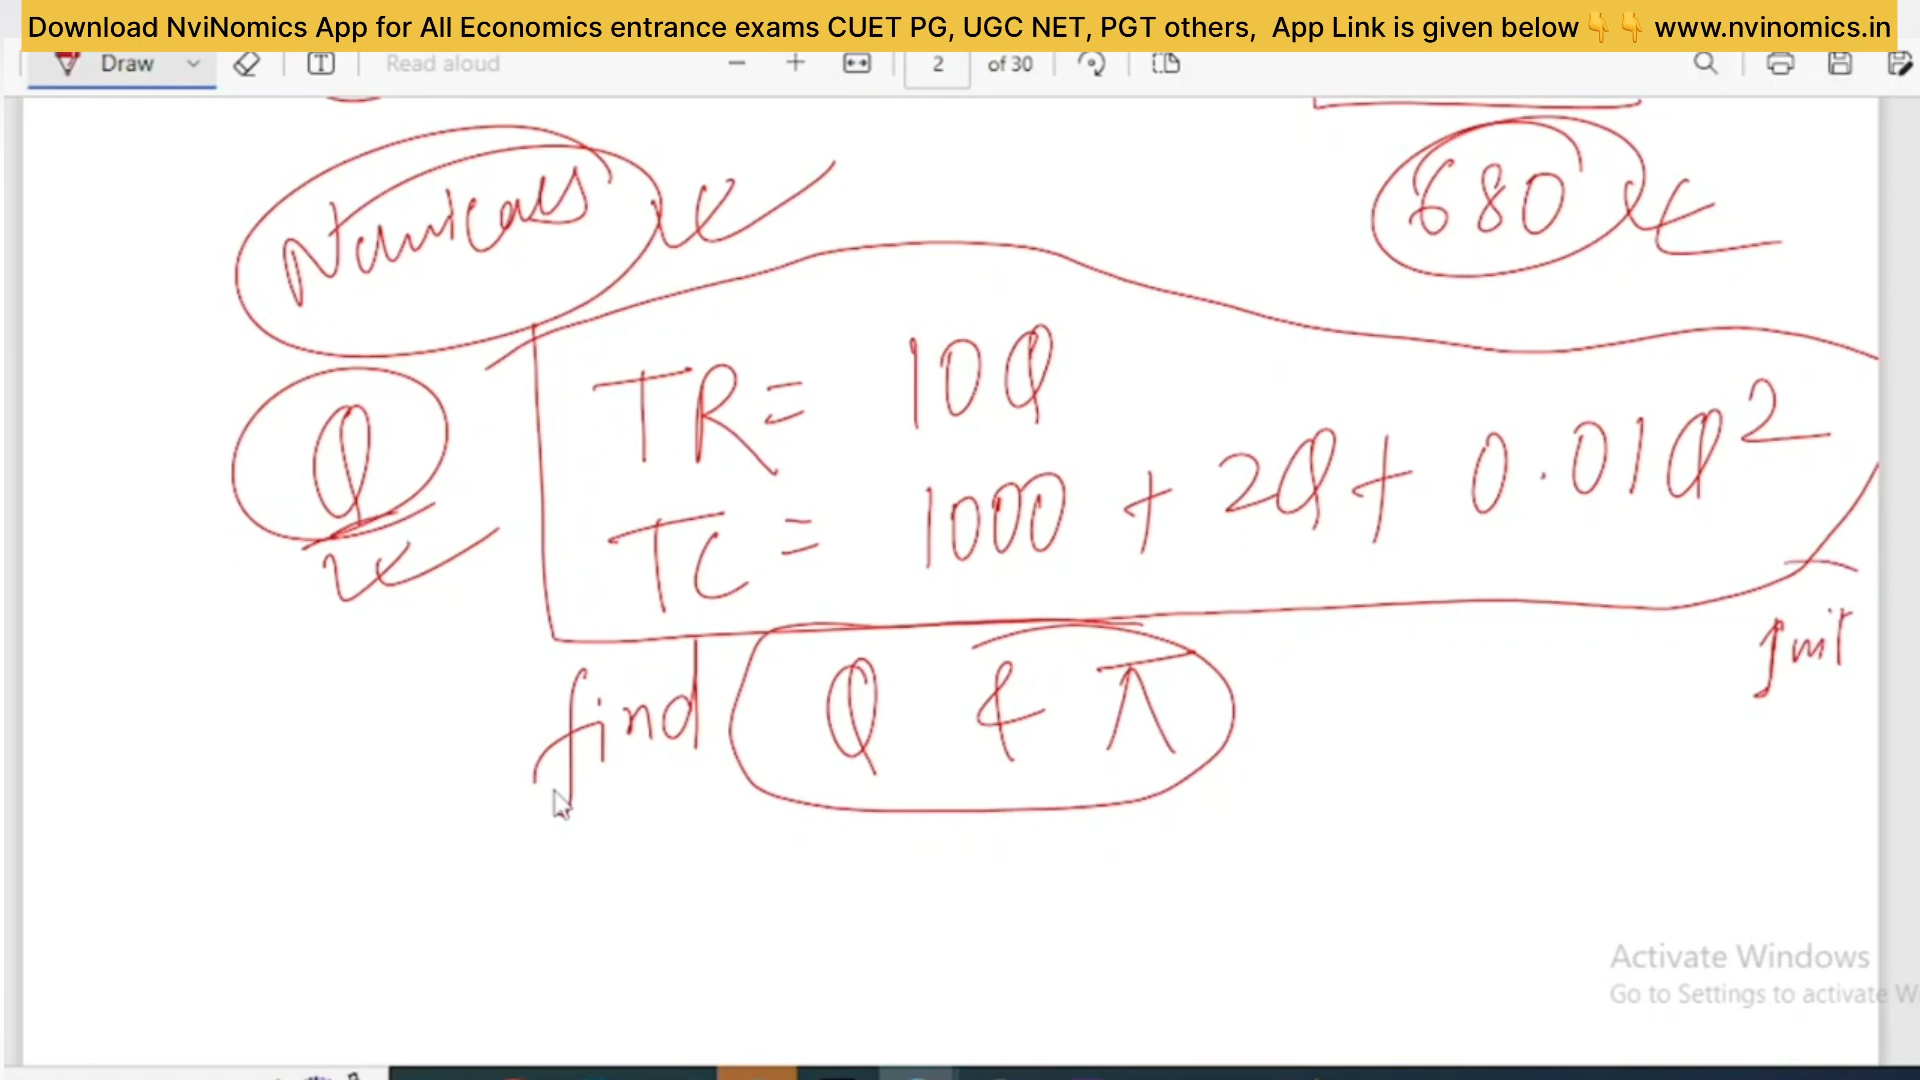 Download NviNomics App for All Economics entrance exams CUET PG, UGC NET, PGT others, App Link is given below👇👇 www.nvinomics.in
Draw Read aloud 2 of 30
Numericals
680
Q
TR = 10Q
TC = 1000 + 2Q + 0.01Q²
find Q & π
Activate Windows
Go to Settings to activate W